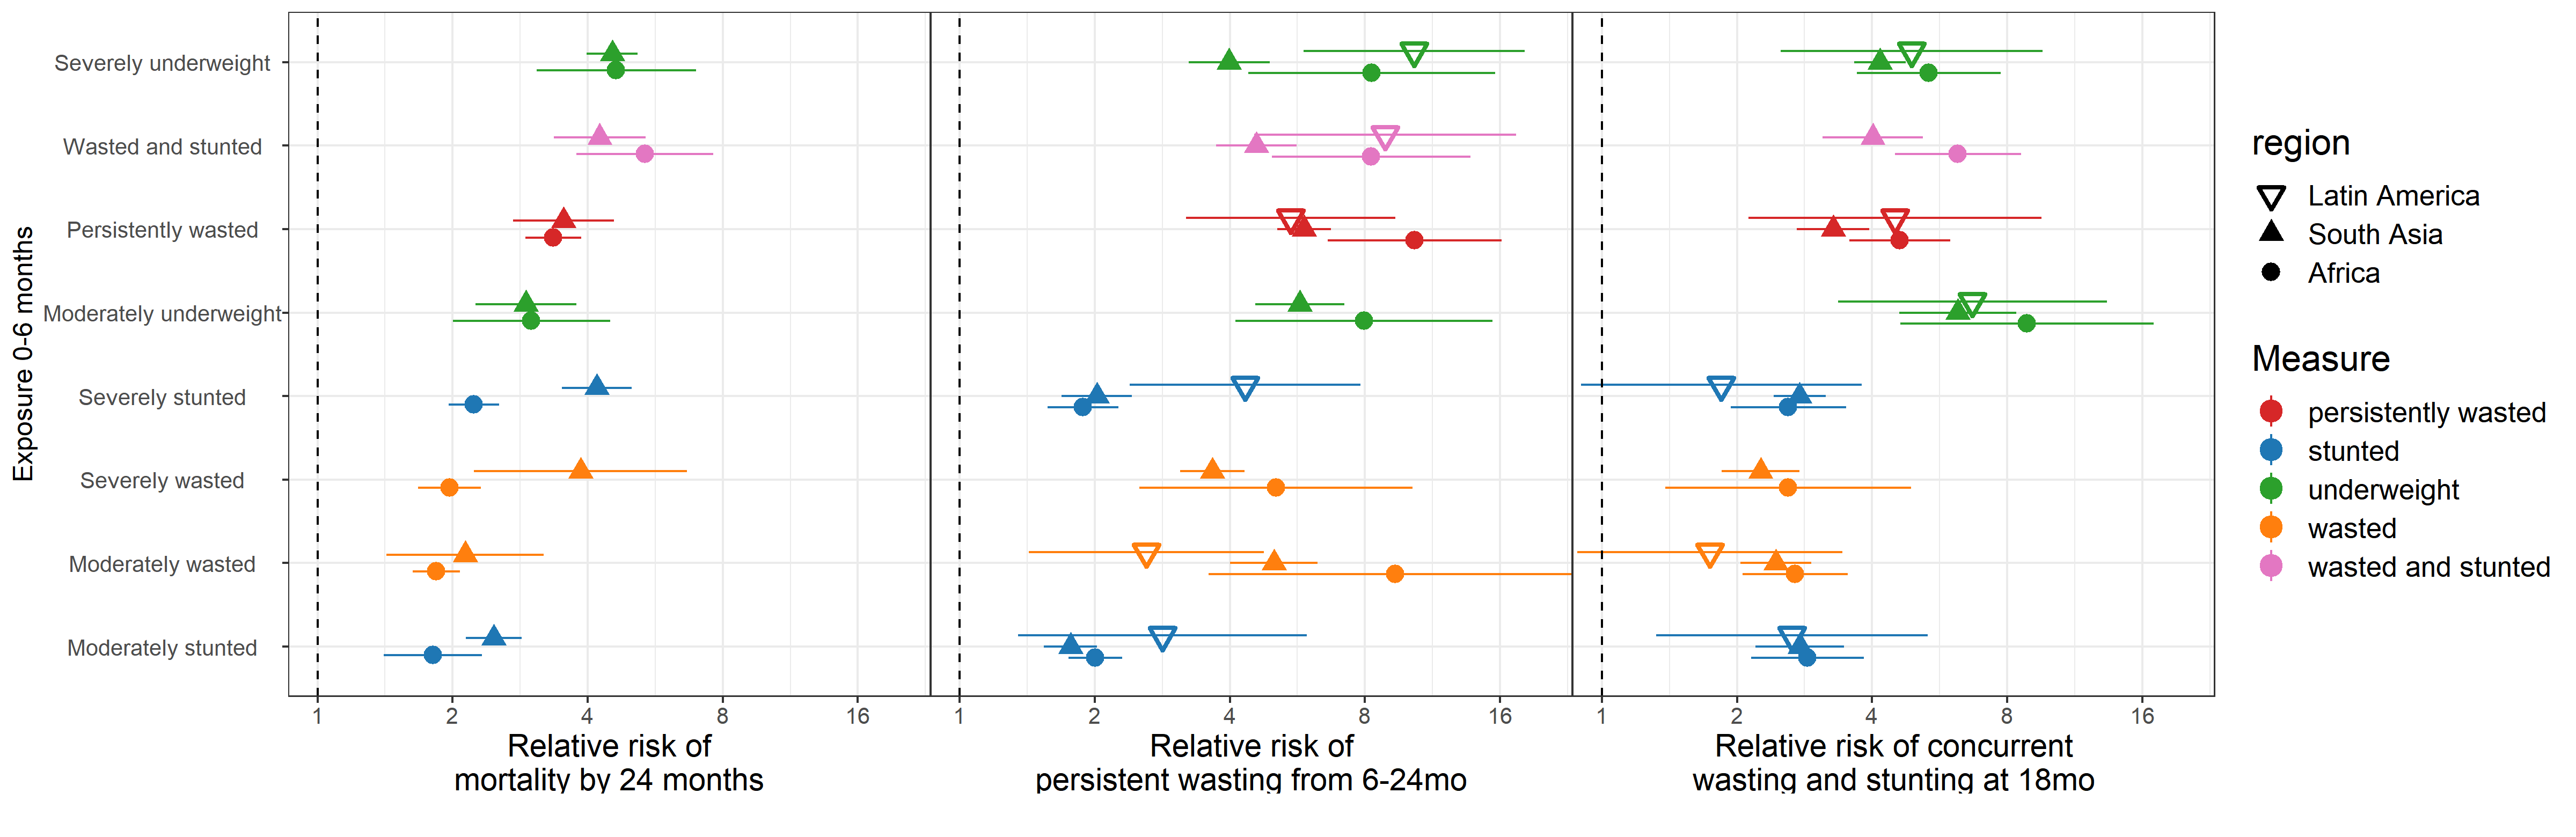 Exposure 0-6 months
Severely underweight
Wasted and stunted
Persistently wasted
Moderately underweight
Severely stunted
Severely wasted
Moderately wasted
Moderately stunted
1 2 4 8 16
1 2 4 8 16
1 2 4 8 16
Relative risk of
mortality by 24 months
Relative risk of
persistent wasting from 6-24mo
Relative risk of concurrent
wasting and stunting at 18mo
region
Latin America
South Asia
Africa
Measure
persistently wasted
stunted
underweight
wasted
wasted and stunted